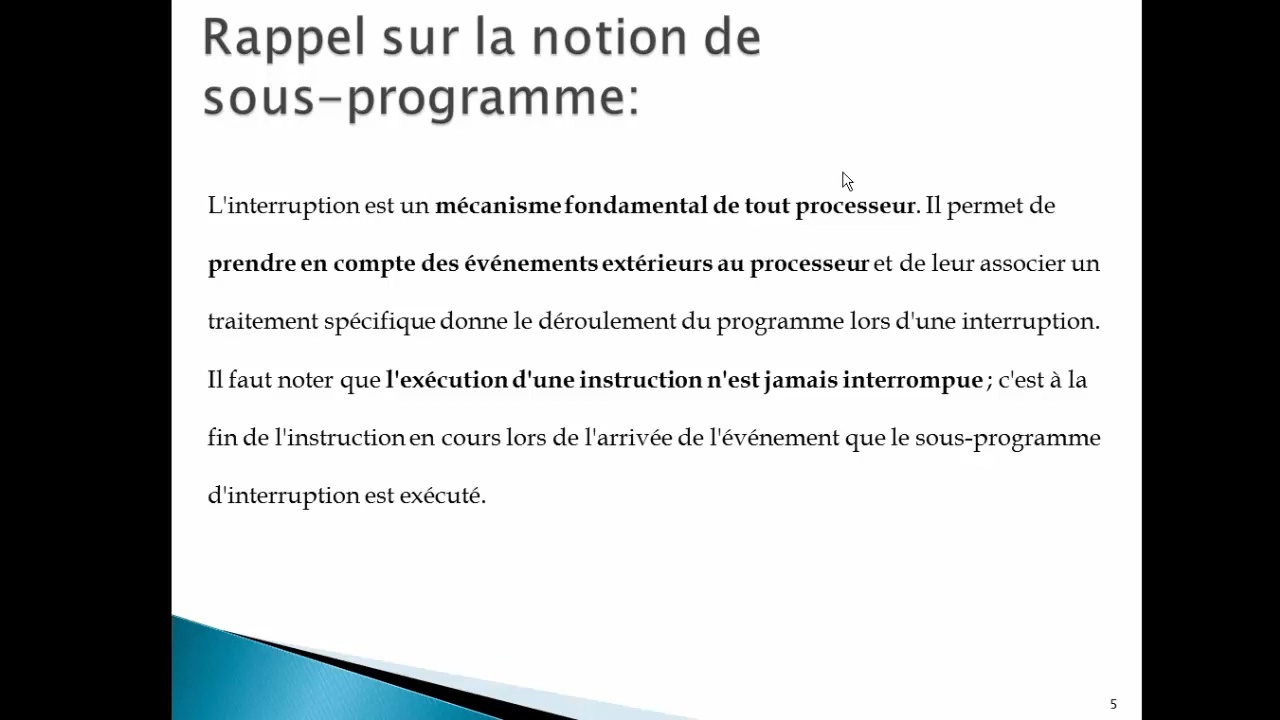 Rappel sur la notion de
sous-programme:
L'interruption est un mécanisme fondamental de tout processeur. Il permet de
prendre en compte des événements extérieurs au processeur et de leur associer un
traitement spécifique donne le déroulement du programme lors d'une interruption.
Il faut noter que l'exécution d'une instruction n'est jamais interrompue ; c'est à la
fin de l'instruction en cours lors de l'arrivée de l'événement que le sous-programme
d'interruption est exécuté.
5